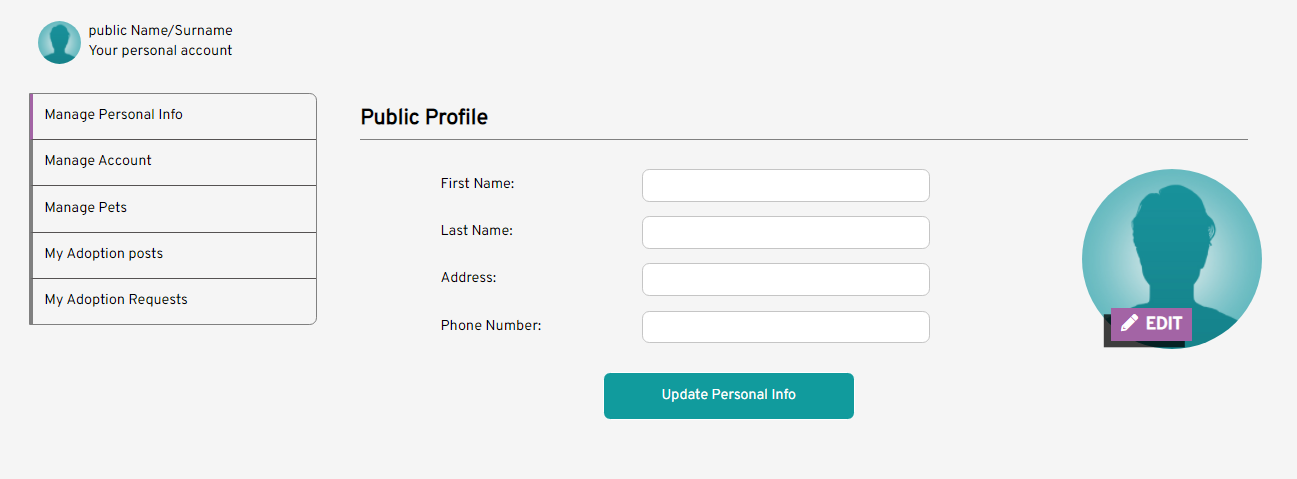 public Name/Surname
Your personal account
Manage Personal Info
Manage Account
Manage Pets
My Adoption posts
My Adoption Requests
Public Profile
First Name:
Last Name:
Address:
Phone Number:
EDIT
Update Personal Info